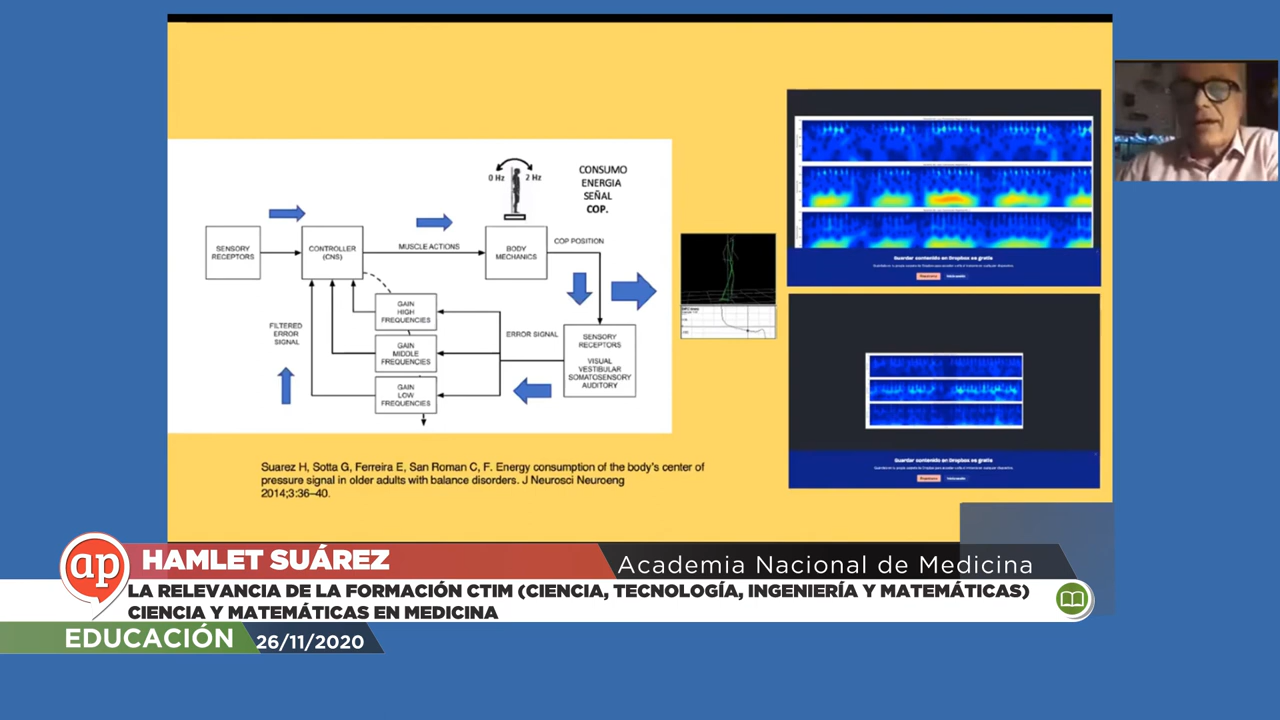 0 Hz
2 Hz
CONSUMO
ENERGIA
SEÑAL
COP.
SENSORY
RECEPTORS
CONTROLLER
(CNS)
MUSCLE ACTIONS
BODY
MECHANICS
COP POSITION
GAIN
HIGH
FREQUENCIES
FILTERED
ERROR
SIGNAL
GAIN
MIDDLE
FREQUENCIES
ERROR SIGNAL
SENSORY
RECEPTORS
VISUAL
VESTIBULAR
SOMATOSENSORY
AUDITORY
GAIN
LOW
FREQUENCIES
Guardar contenido en Dropbox es gratis
Guardar contenido en Dropbox es gratis
Suarez H, Sotta G, Ferreira E, San Roman C, F. Energy consumption of the body's center of
pressure signal in older adults with balance disorders. J Neurosci Neuroeng
2014;3:36–40.
ap
HAMLET SUÁREZ
Academia Nacional de Medicina
LA RELEVANCIA DE LA FORMACIÓN CTIM (CIENCIA, TECNOLOGÍA, INGENIERÍA Y MATEMÁTICAS)
CIENCIA Y MATEMÁTICAS EN MEDICINA
EDUCACIÓN
26/11/2020